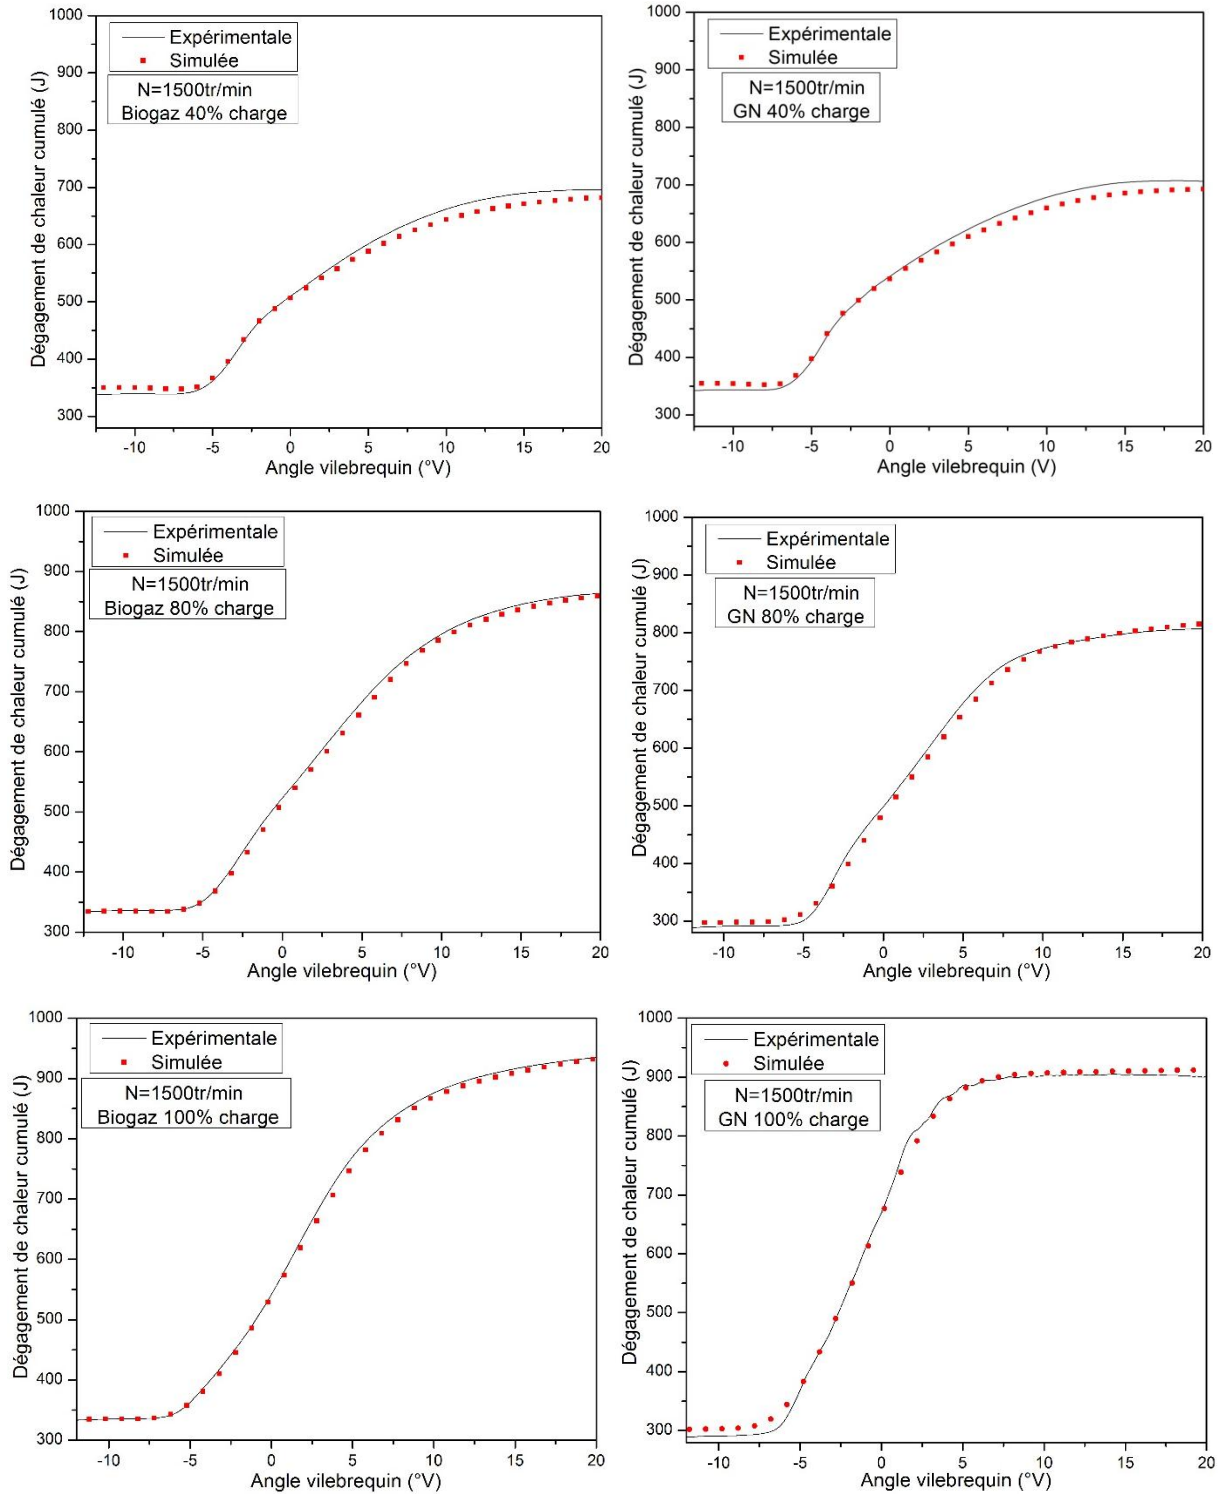 Expérimentale
Simulée
N=1500tr/min
Biogaz 40% charge
Dégagement de chaleur cumulé (J)
1000
900
800
700
600
500
400
300
-10
-5
0
5
10
15
20
Angle vilebrequin (°V)
Expérimentale
Simulée
N=1500tr/min
GN 40% charge
Dégagement de chaleur cumulé (J)
1000
900
800
700
600
500
400
300
-10
-5
0
5
10
15
20
Angle vilebrequin (°V)
Expérimentale
Simulée
N=1500tr/min
Biogaz 80% charge
Dégagement de chaleur cumulé (J)
1000
900
800
700
600
500
400
300
-10
-5
0
5
10
15
20
Angle vilebrequin (°V)
Expérimentale
Simulée
N=1500tr/min
GN 80% charge
Dégagement de chaleur cumulé (J)
1000
900
800
700
600
500
400
300
-10
-5
0
5
10
15
20
Angle vilebrequin (°V)
Expérimentale
Simulée
N=1500tr/min
Biogaz 100% charge
Dégagement de chaleur cumulé (J)
1000
900
800
700
600
500
400
300
-10
-5
0
5
10
15
20
Angle vilebrequin (°V)
Expérimentale
Simulée
N=1500tr/min
GN 100% charge
Dégagement de chaleur cumulé (J)
1000
900
800
700
600
500
400
300
-10
-5
0
5
10
15
20
Angle vilebrequin (°V)